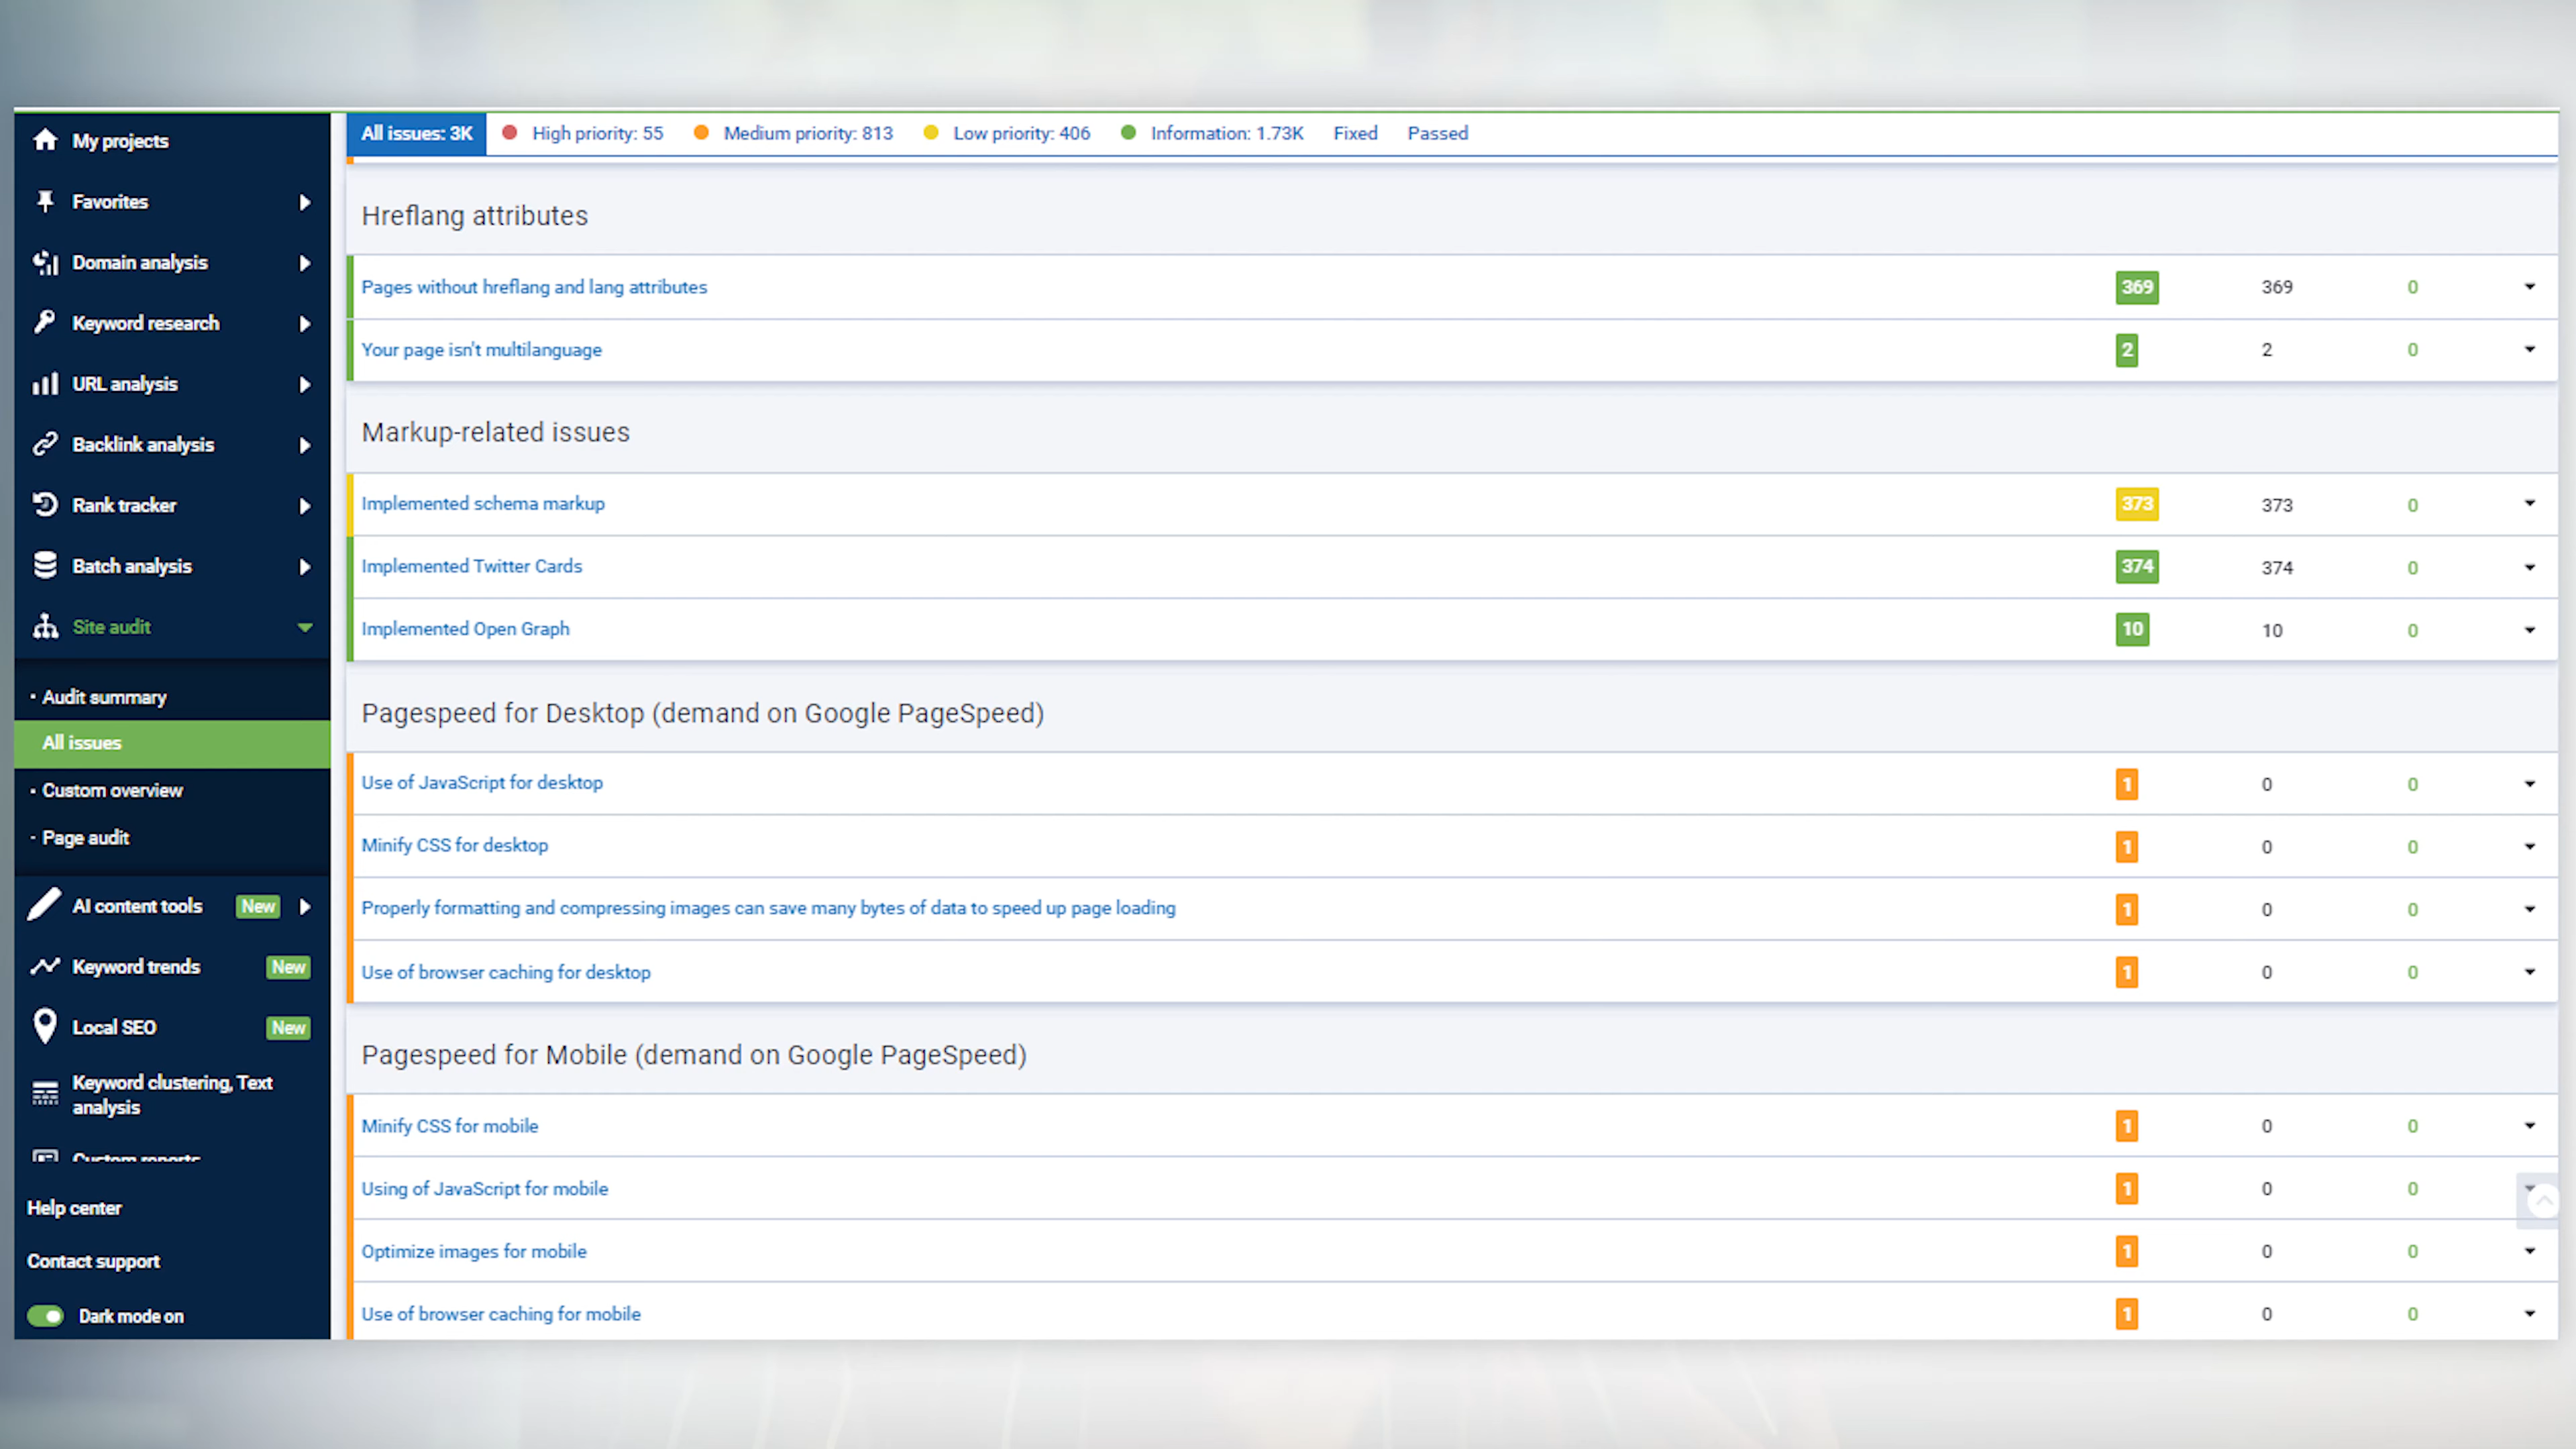 My projects
Favorites
Domain analysis
Keyword research
URL analysis
Backlink analysis
Rank tracker
Batch analysis
Site audit
· Audit summary
All issues
· Custom overview
· Page audit
AI content tools New
Keyword trends New
Local SEO New
Keyword clustering, Text
analysis
Custom reports
Help center
Contact support
Dark mode on
All issues: 3K High priority: 55 Medium priority: 813 Low priority: 406 Information: 1.73K Fixed Passed
Hreflang attributes
Pages without hreflang and lang attributes 369 369 0
Your page isn't multilanguage 2 2 0
Markup-related issues
Implemented schema markup 373 373 0
Implemented Twitter Cards 374 374 0
Implemented Open Graph 10 10 0
Pagespeed for Desktop (demand on Google PageSpeed)
Use of JavaScript for desktop 1 0 0
Minify CSS for desktop 1 0 0
Properly formatting and compressing images can save many bytes of data to speed up page loading 1 0 0
Use of browser caching for desktop 1 0 0
Pagespeed for Mobile (demand on Google PageSpeed)
Minify CSS for mobile 1 0 0
Using of JavaScript for mobile 1 0 0
Optimize images for mobile 1 0 0
Use of browser caching for mobile 1 0 0